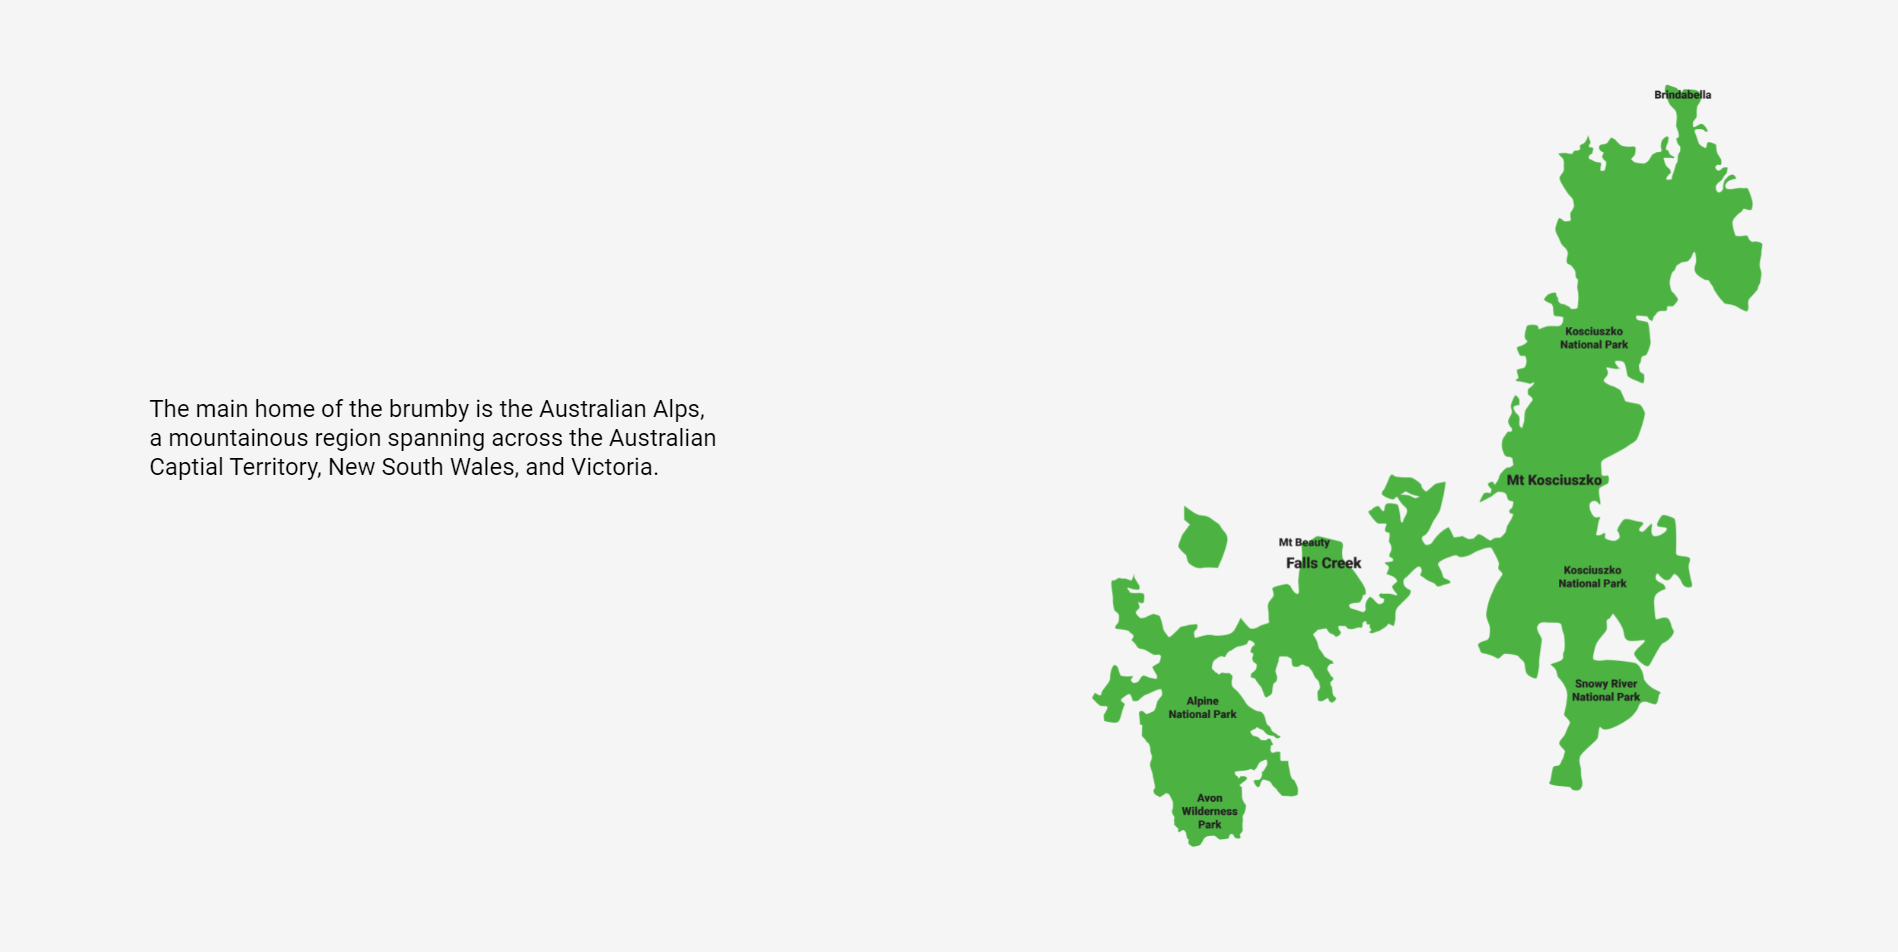 The main home of the brumby is the Australian Alps,
a mountainous region spanning across the Australian
Captial Territory, New South Wales, and Victoria.
Brindabella
Kosciuszko
National Park
Mt Kosciuszko
Mt Beauty
Falls Creek
Kosciuszko
National Park
Snowy River
National Park
Alpine
National Park
Avon
Wilderness
Park